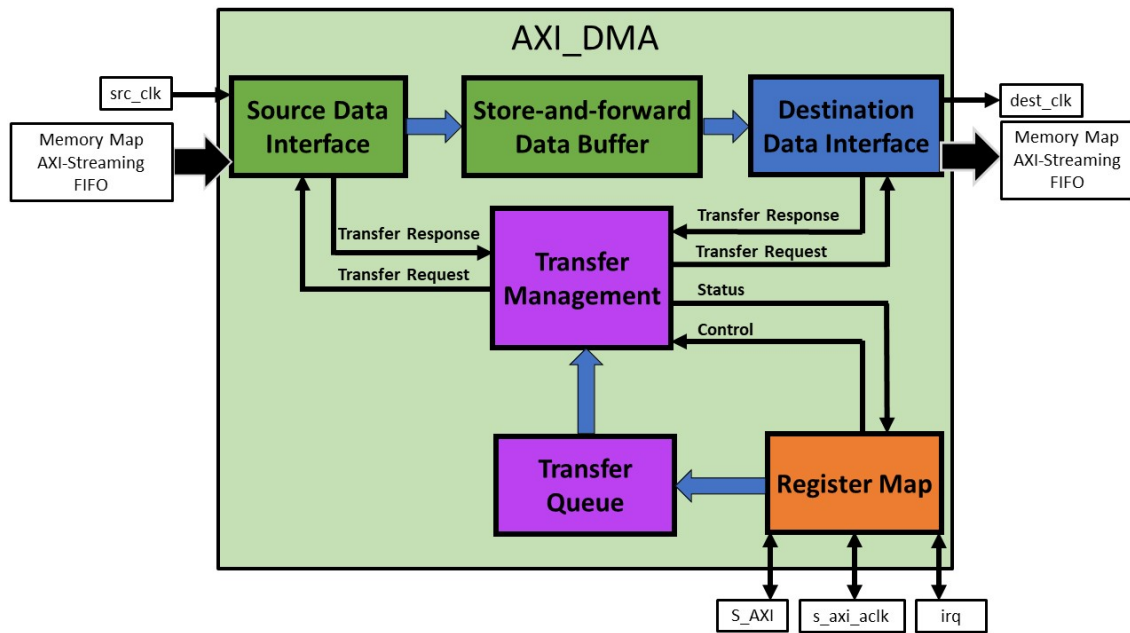 AXI_DMA
src_clk
Memory Map
AXI-Streaming
FIFO
Source Data
Interface
Store-and-forward
Data Buffer
Destination
Data Interface
dest_clk
Memory Map
AXI-Streaming
FIFO
Transfer Response
Transfer Request
Transfer
Management
Transfer Response
Transfer Request
Status
Control
Transfer
Queue
Register Map
S_AXI
s_axi_aclk
irq